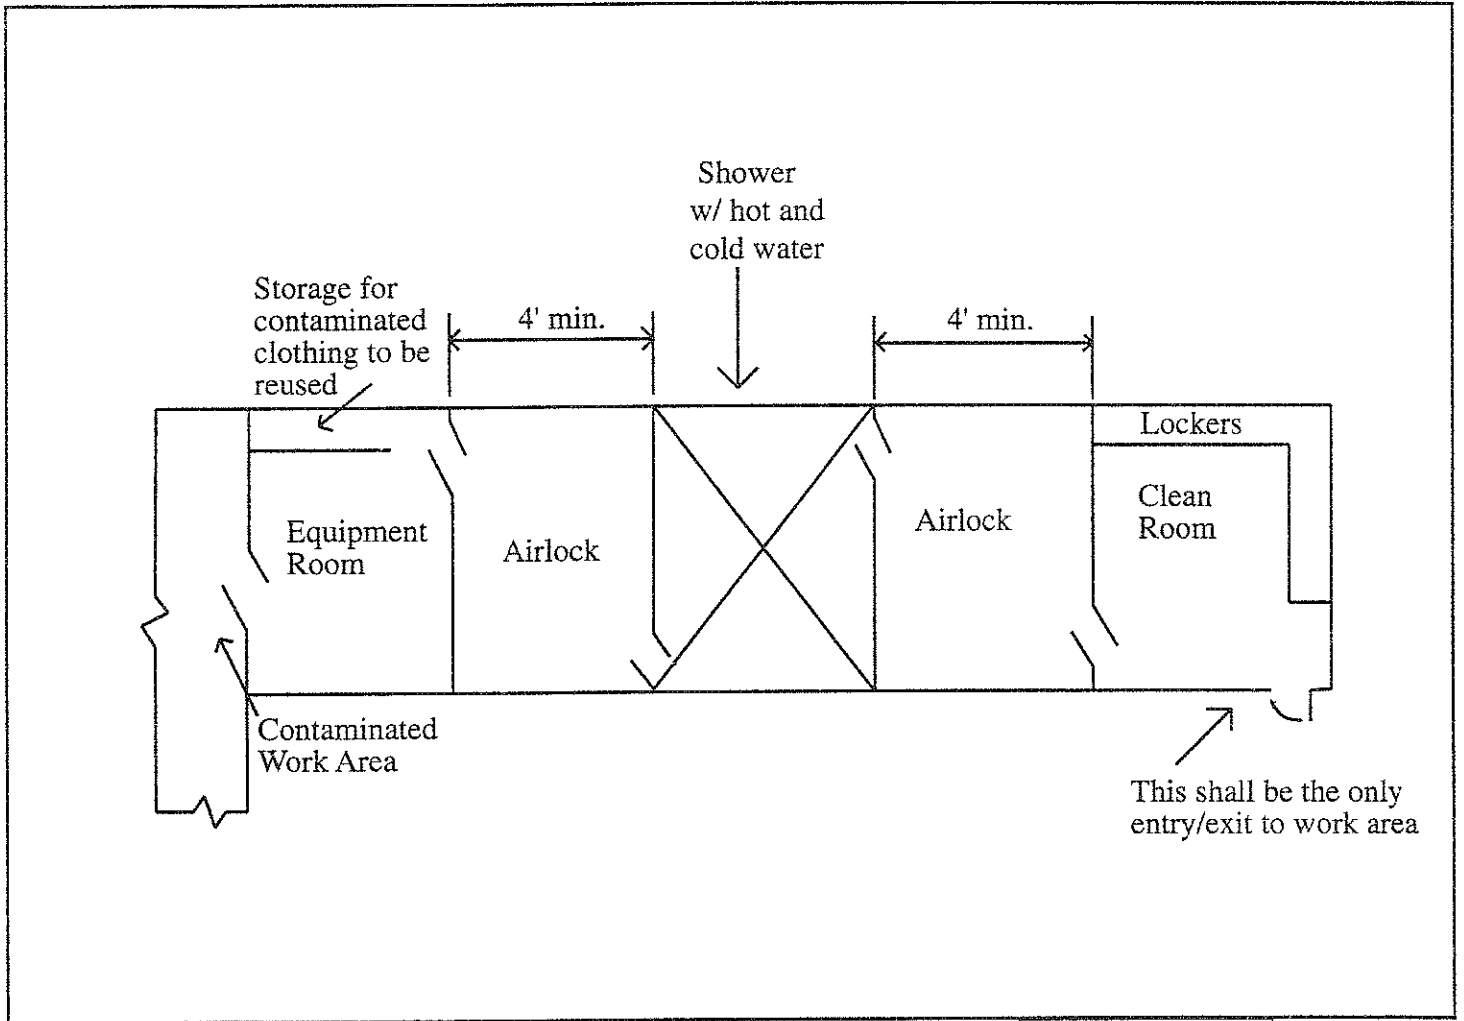 Shower
w/ hot and
cold water
Storage for
contaminated
clothing to be
reused
4' min.
4' min.
Lockers
Equipment
Room
Airlock
Airlock
Clean
Room
Contaminated
Work Area
This shall be the only
entry/exit to work area